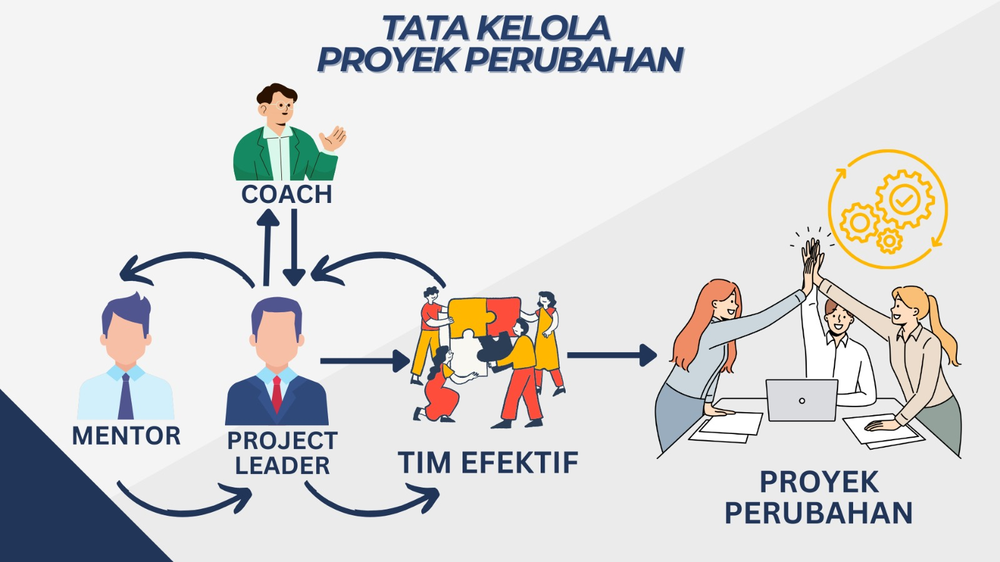 TATA KELOLA
PROYEK PERUBAHAN
COACH
MENTOR
PROJECT
LEADER
TIM EFEKTIF
PROYEK
PERUBAHAN